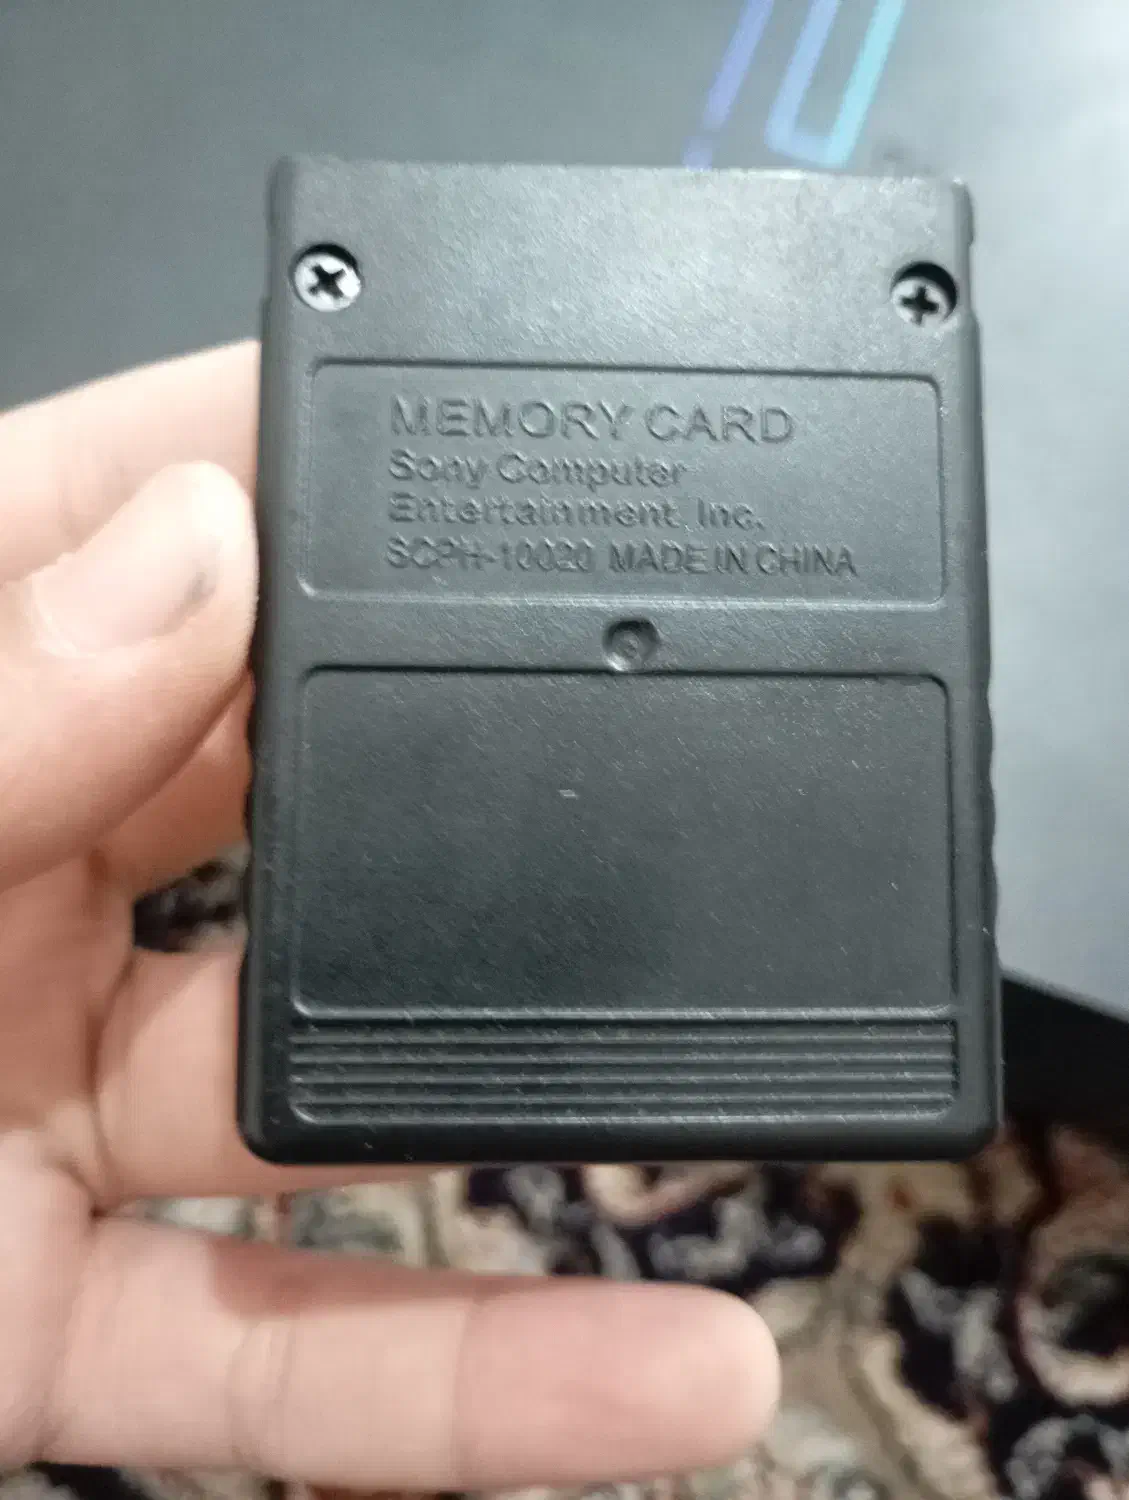 MEMORY CARD
Sony Computer
Entertainment Inc.
SCPH-10020 MADE IN CHINA